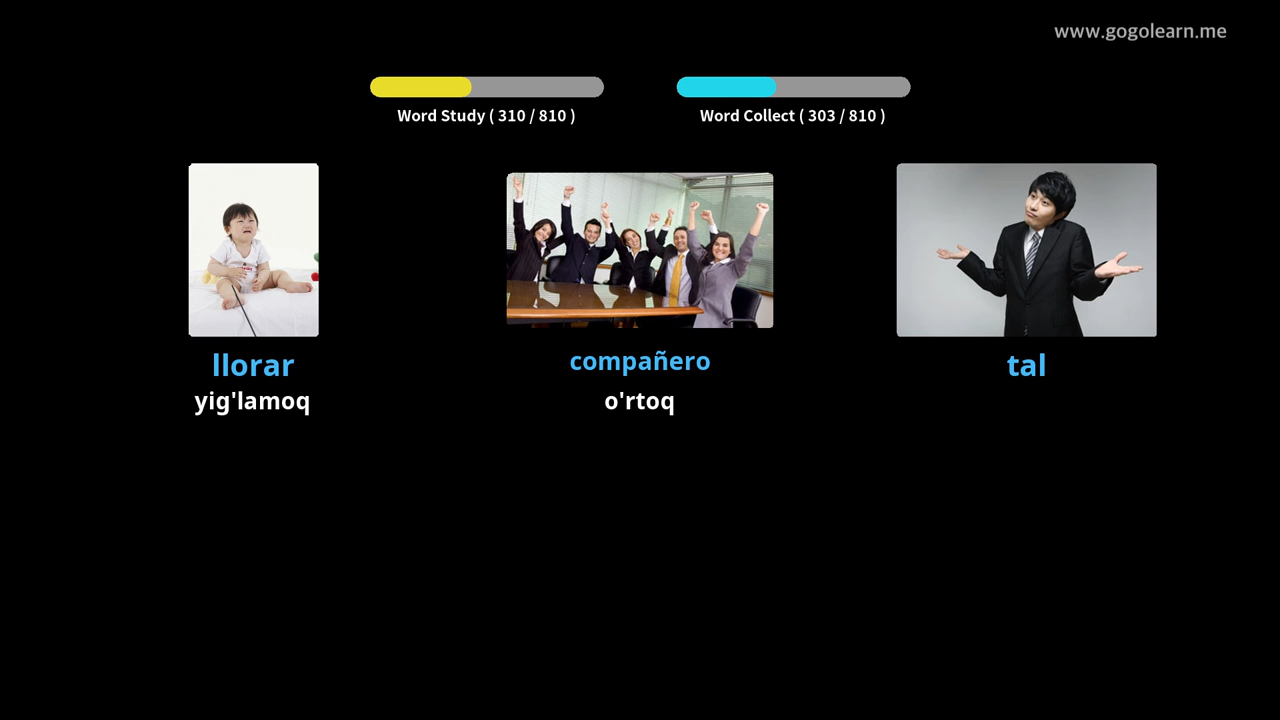 www.gogolearn.me
Word Study ( 310 / 810 )
Word Collect ( 303 / 810 )
llorar
yig'lamoq
compañero
o'rtoq
tal